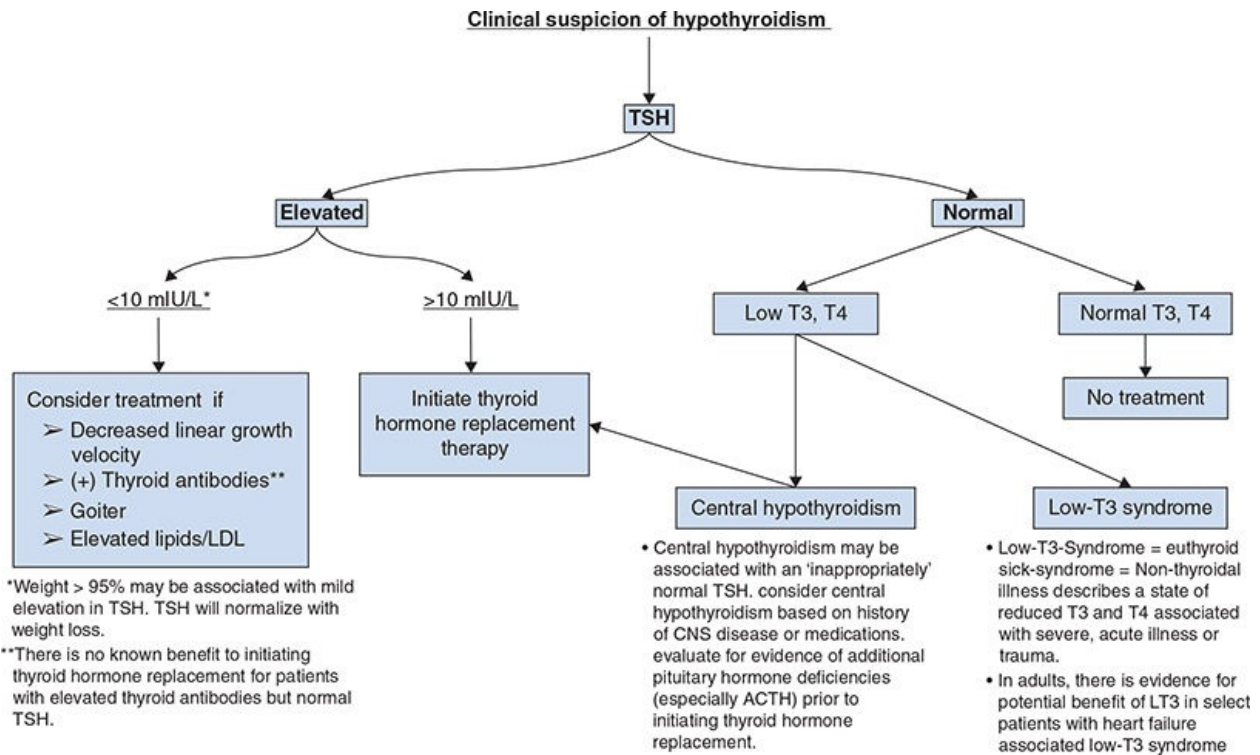 Clinical suspicion of hypothyroidism
TSH
Elevated
Normal
<10 mIU/L*
>10 mIU/L
Low T3, T4
Normal T3, T4
Consider treatment if
➢ Decreased linear growth
velocity
➢ (+) Thyroid antibodies**
➢ Goiter
➢ Elevated lipids/LDL
Initiate thyroid
hormone replacement
therapy
No treatment
Central hypothyroidism
Low-T3 syndrome
*Weight > 95% may be associated with mild
elevation in TSH. TSH will normalize with
weight loss.
**There is no known benefit to initiating
thyroid hormone replacement for patients
with elevated thyroid antibodies but normal
TSH.
• Central hypothyroidism may be
associated with an 'inappropriately'
normal TSH. consider central
hypothyroidism based on history
of CNS disease or medications.
evaluate for evidence of additional
pituitary hormone deficiencies
(especially ACTH) prior to
initiating thyroid hormone
replacement.
• Low-T3-Syndrome = euthyroid
sick-syndrome = Non-thyroidal
illness describes a state of
reduced T3 and T4 associated
with severe, acute illness or
trauma.
• In adults, there is evidence for
potential benefit of LT3 in select
patients with heart failure
associated low-T3 syndrome